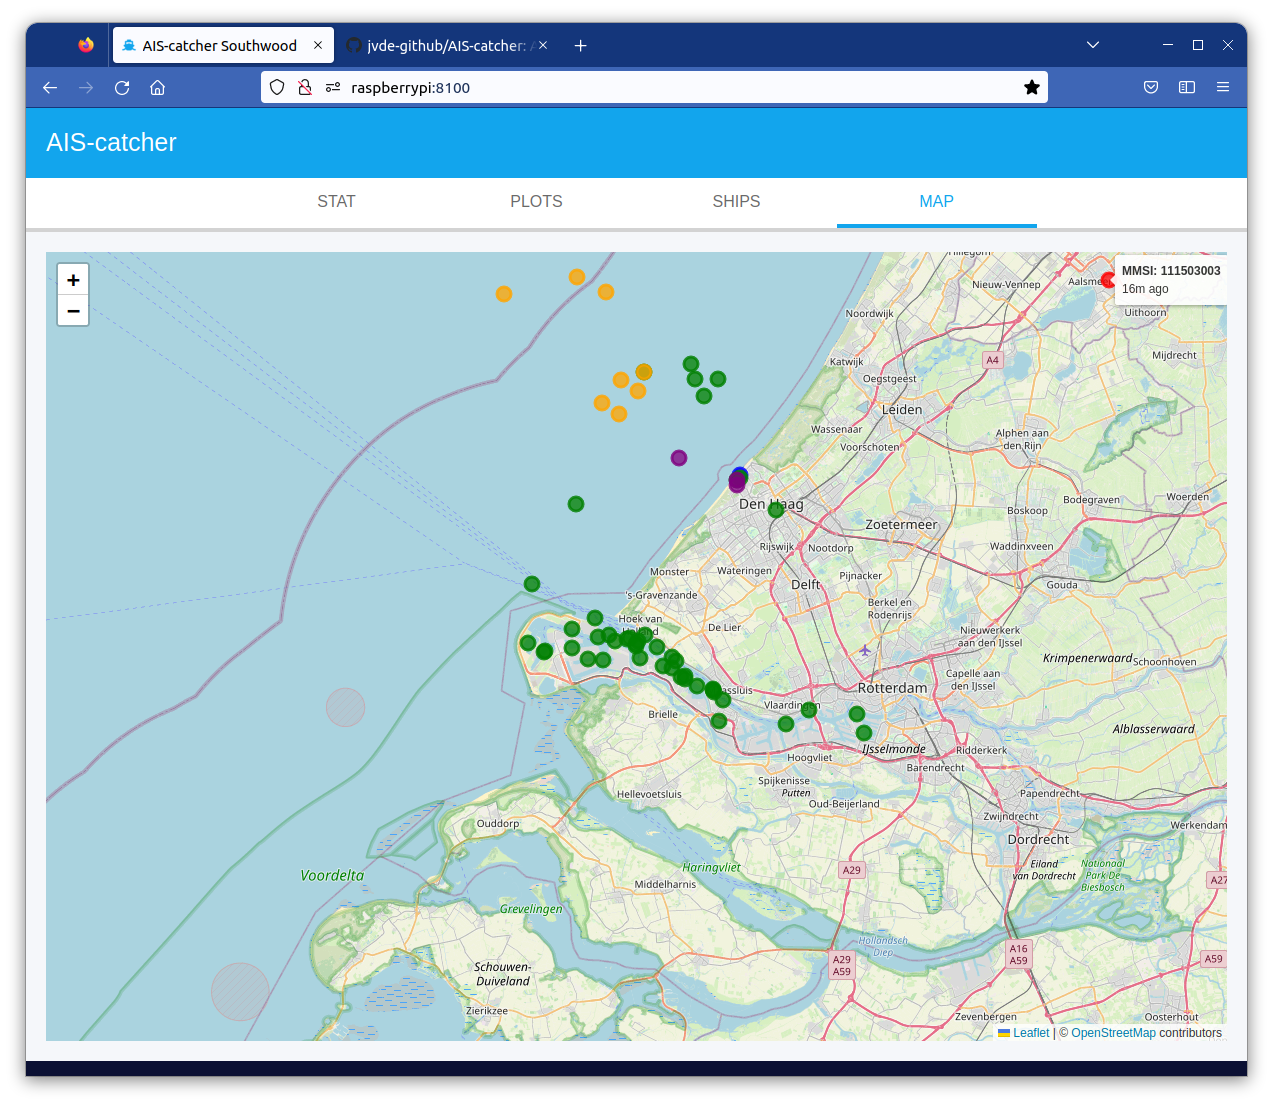 AIS-catcher Southwood
jvde-github/AIS-catcher: A
raspberrypi:8100
AIS-catcher
STAT
PLOTS
SHIPS
MAP
+
−
MMSI: 111503003
16m ago
Hillegom
Nieuw-Vennep
Aalsme
Uithoorn
Noordwijk
Mijdrecht
A4
Katwijk
Oegstgeest
Leiden
Wassenaar
Voorschoten
Alphen aan
den Rijn
Bodegraven
Woerden
Boskoop
Den Haag
Zoetermeer
Rijswijk
Nootdorp
Waddinxveen
Monster
Wateringen
Pijnacker
Delft
Gouda
's-Gravenzande
Berkel en
Rodenrijs
Hoek van
De Lier
Nieuwerkerk
aan den IJssel
Krimpenerwaard
Schoonhoven
Capelle aan
den IJssel
Rotterdam
assluis
Vlaardingen
Brielle
Alblasserwaard
IJsselmonde
Ridderkerk
Hoogvliet
Barendrecht
Spijkenisse
Putten
Hellevoetsluis
Papendrecht
Oud-Beijerland
Zwijndrecht
Ouddorp
Werkendam
Dordrecht
Voordelta
Haringvliet
A29
Eiland
van Dordrecht
Nationaal
Park De
Biesbosch
Middelharnis
A27
Grevelingen
Hollandsch
Diep
A16
A59
A29
A59
A59
Schouwen-
Duiveland
Zierikzee
Zevenbergen
Oosterhout
Leaflet | © OpenStreetMap contributors